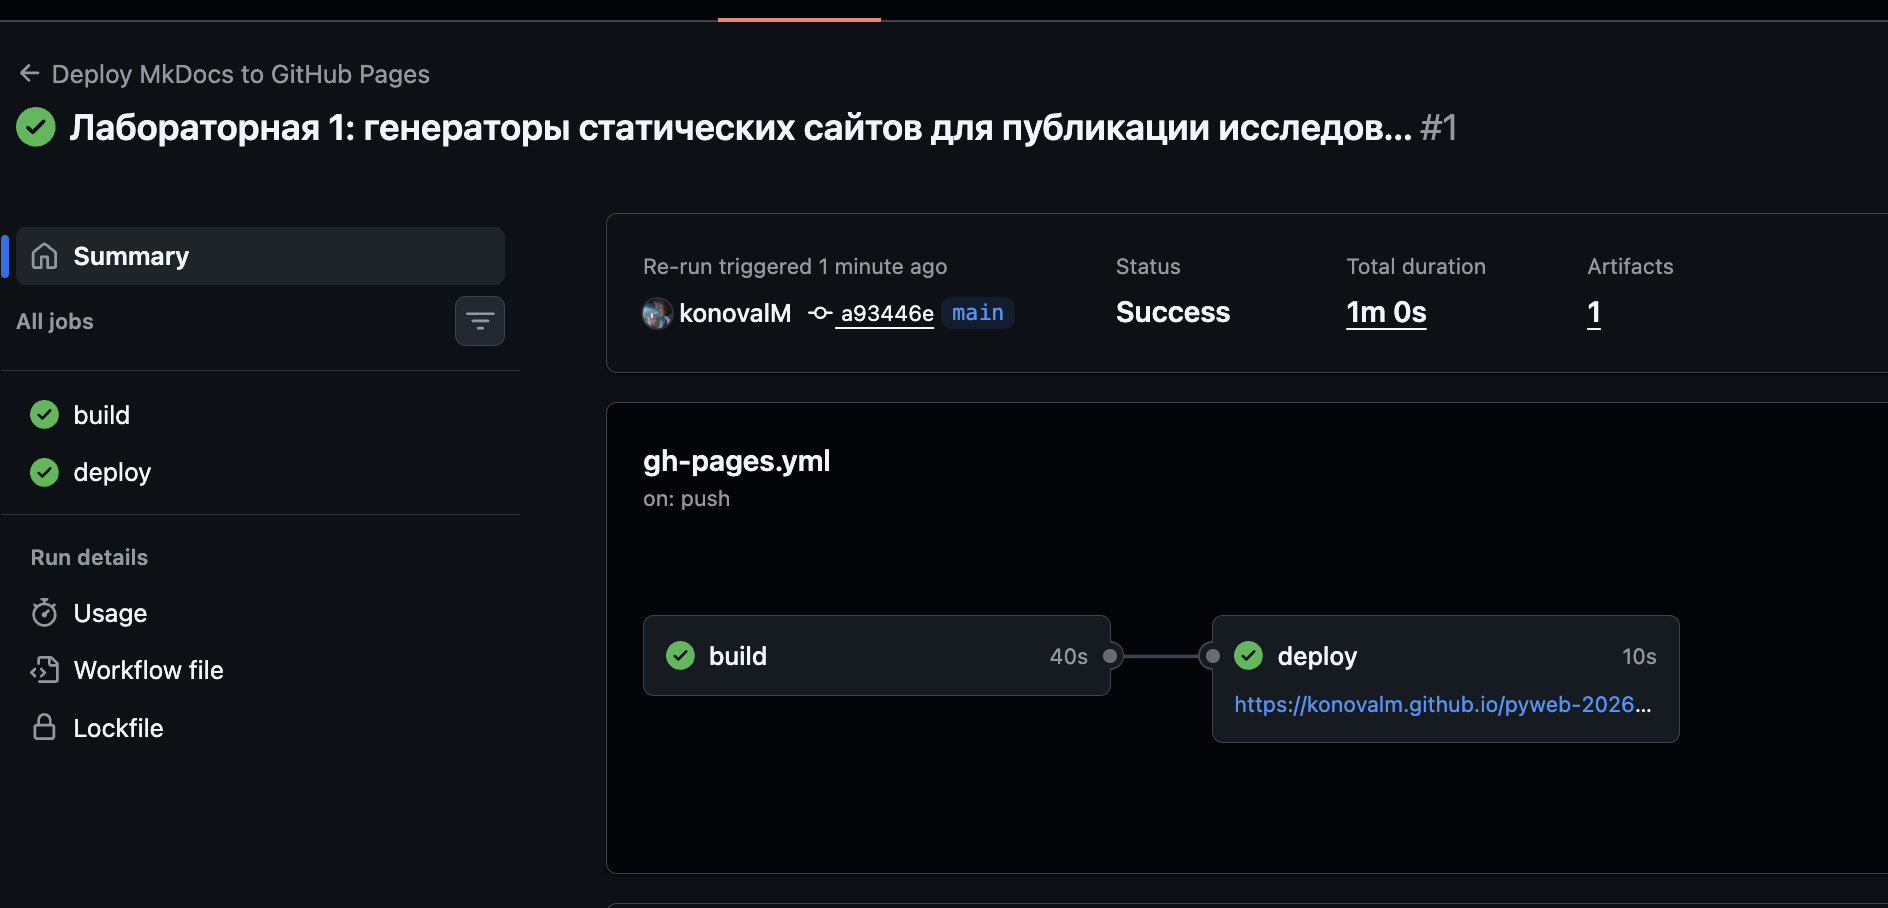 Deploy MkDocs to GitHub Pages
Лабораторная 1: генераторы статических сайтов для публикации исследов... #1
Summary
All jobs
build
deploy
Run details
Usage
Workflow file
Lockfile
Re-run triggered 1 minute ago
konovalM a93446e main
Status
Success
Total duration
1m 0s
Artifacts
1
gh-pages.yml
on: push
build 40s
deploy 10s
https://konovalm.github.io/pyweb-2026...